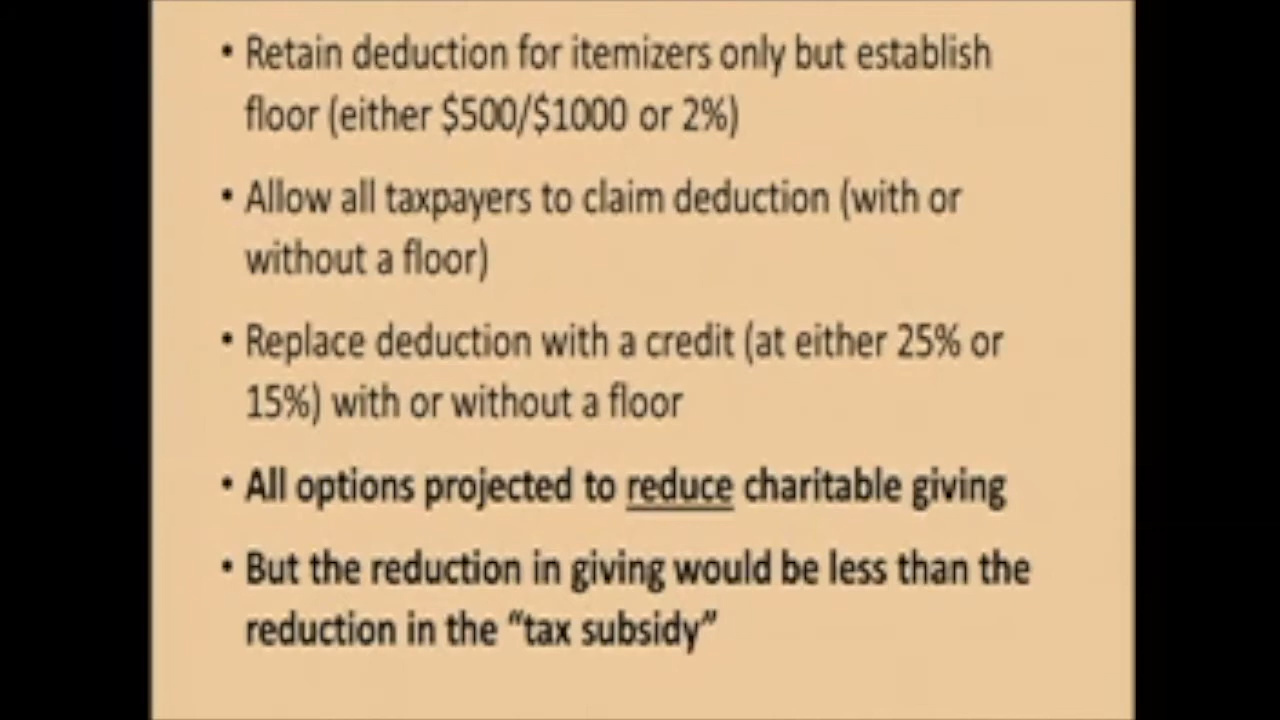 • Retain deduction for itemizers only but establish
floor (either $500/$1000 or 2%)
• Allow all taxpayers to claim deduction (with or
without a floor)
• Replace deduction with a credit (at either 25% or
15%) with or without a floor
• All options projected to reduce charitable giving
• But the reduction in giving would be less than the
reduction in the “tax subsidy”